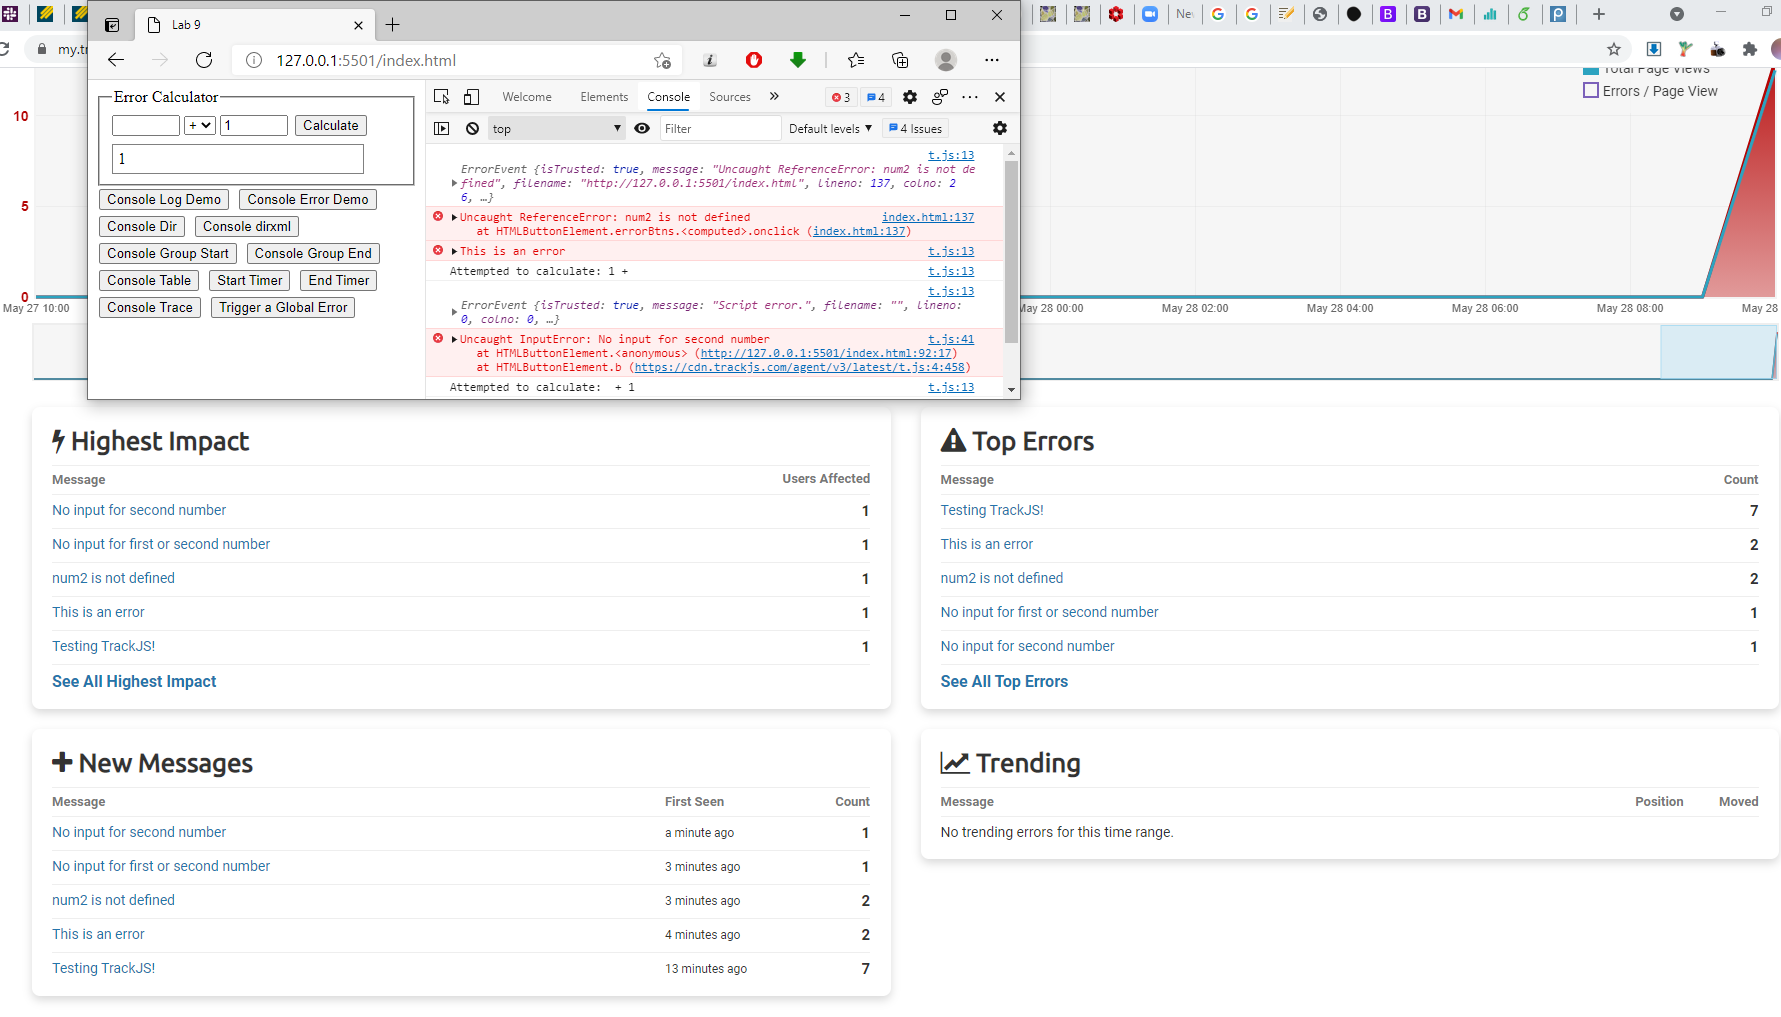 Lab 9
New
my.tr
127.0.0.1:5501/index.html
Error Calculator
+
1
Calculate
1
Console Log Demo
Console Error Demo
Console Dir
Console dirxml
Console Group Start
Console Group End
Console Table
Start Timer
End Timer
Console Trace
Trigger a Global Error
Welcome
Elements
Console
Sources
3
4
top
Filter
Default levels
4 Issues
t.js:13
ErrorEvent {isTrusted: true, message: "Uncaught ReferenceError: num2 is not de
fined", filename: "http://127.0.0.1:5501/index.html", lineno: 137, colno: 2
6, …}
Uncaught ReferenceError: num2 is not defined index.html:137
at HTMLButtonElement.errorBtns.<computed>.onclick (index.html:137)
This is an error t.js:13
Attempted to calculate: 1 + t.js:13
t.js:13
ErrorEvent {isTrusted: true, message: "Script error.", filename: "", lineno:
0, colno: 0, …}
Uncaught InputError: No input for second number t.js:41
at HTMLButtonElement.<anonymous> (http://127.0.0.1:5501/index.html:92:17)
at HTMLButtonElement.b (https://cdn.trackjs.com/agent/v3/latest/t.js:4:458)
Attempted to calculate:  + 1 t.js:13
Total Page Views
Errors / Page View
10
5
0
May 27 10:00
May 28 00:00
May 28 02:00
May 28 04:00
May 28 06:00
May 28 08:00
May 28
Highest Impact
Message Users Affected
No input for second number 1
No input for first or second number 1
num2 is not defined 1
This is an error 1
Testing TrackJS! 1
See All Highest Impact
Top Errors
Message Count
Testing TrackJS! 7
This is an error 2
num2 is not defined 2
No input for first or second number 1
No input for second number 1
See All Top Errors
New Messages
Message First Seen Count
No input for second number a minute ago 1
No input for first or second number 3 minutes ago 1
num2 is not defined 3 minutes ago 2
This is an error 4 minutes ago 2
Testing TrackJS! 13 minutes ago 7
Trending
Message Position Moved
No trending errors for this time range.